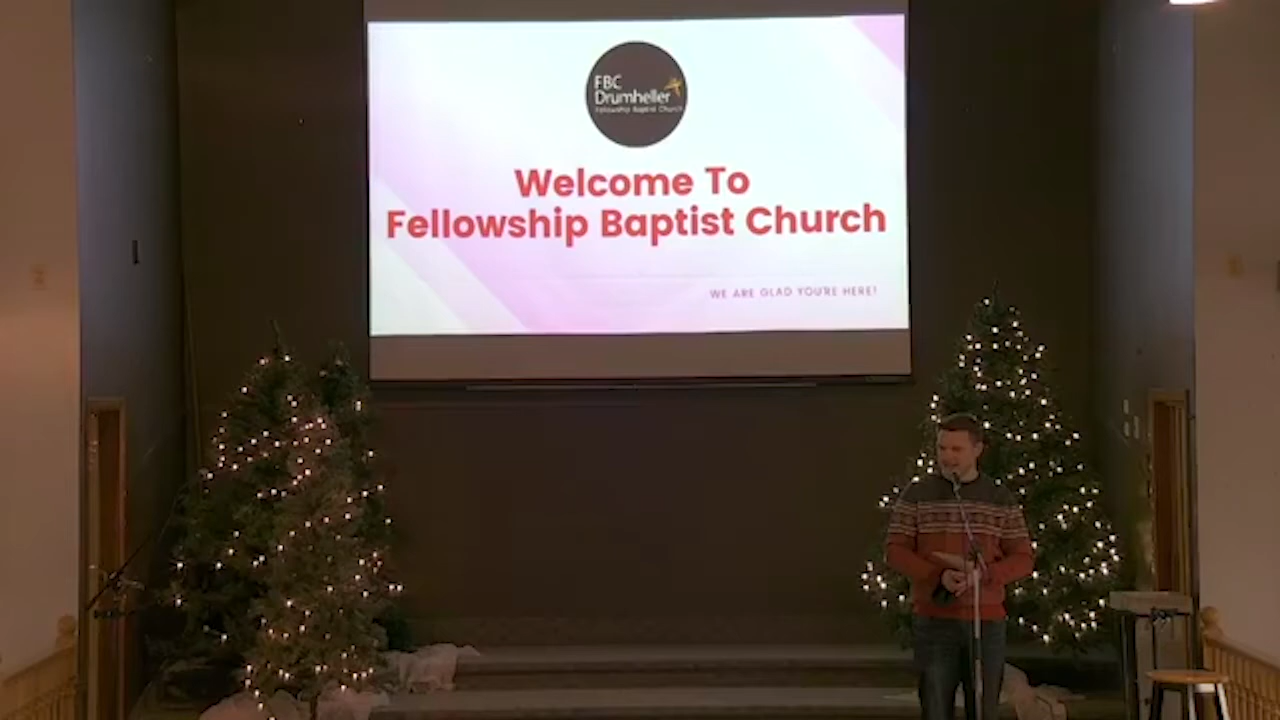 FBC
Drumheller
Fellowship Baptist Church
Welcome To
Fellowship Baptist Church
WE ARE GLAD YOU'RE HERE!